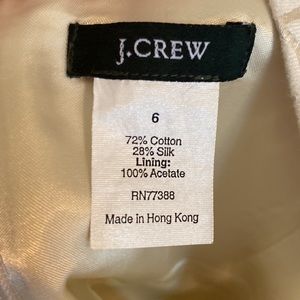 J.CREW
6
72% Cotton
28% Silk
Lining:
100% Acetate
RN77388
Made in Hong Kong